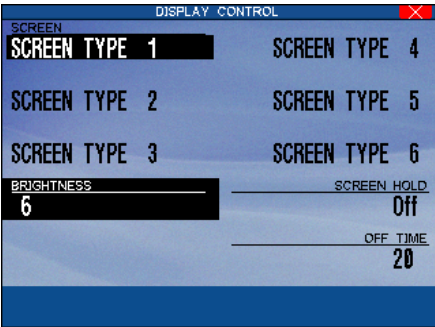 DISPLAY CONTROL
SCREEN
SCREEN TYPE 1
SCREEN TYPE 4
SCREEN TYPE 2
SCREEN TYPE 5
SCREEN TYPE 3
SCREEN TYPE 6
BRIGHTNESS
6
SCREEN HOLD
Off
OFF TIME
20